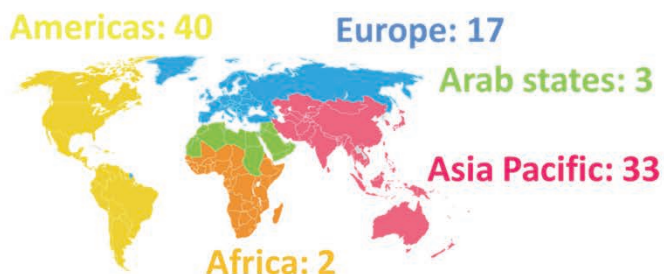 Americas: 40
Europe: 17
Arab states: 3
Asia Pacific: 33
Africa: 2